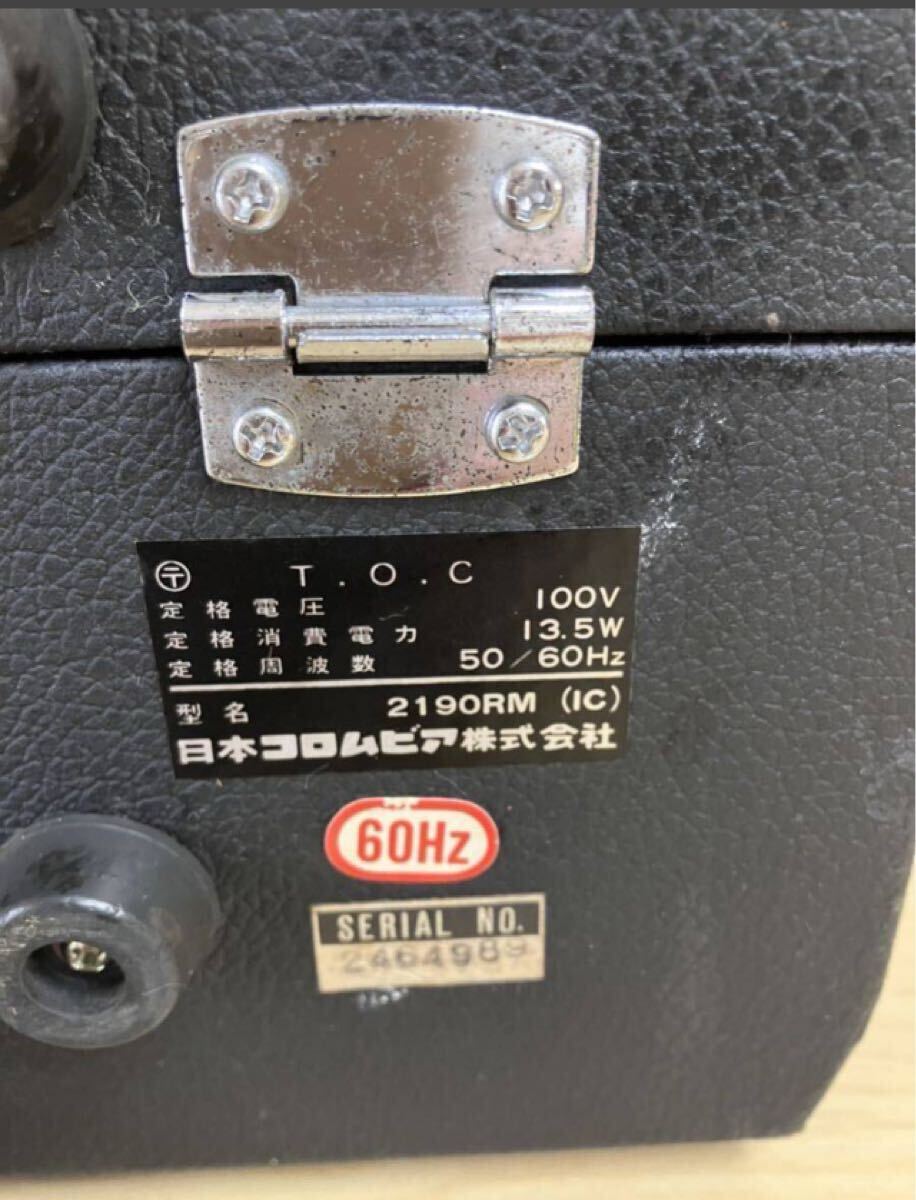 〒 T.O.C
定格電圧 100V
定格消費電力 13.5W
定格周波数 50/60Hz
型名 2190RM (IC)
日本コロムビア株式会社
60Hz
SERIAL NO.